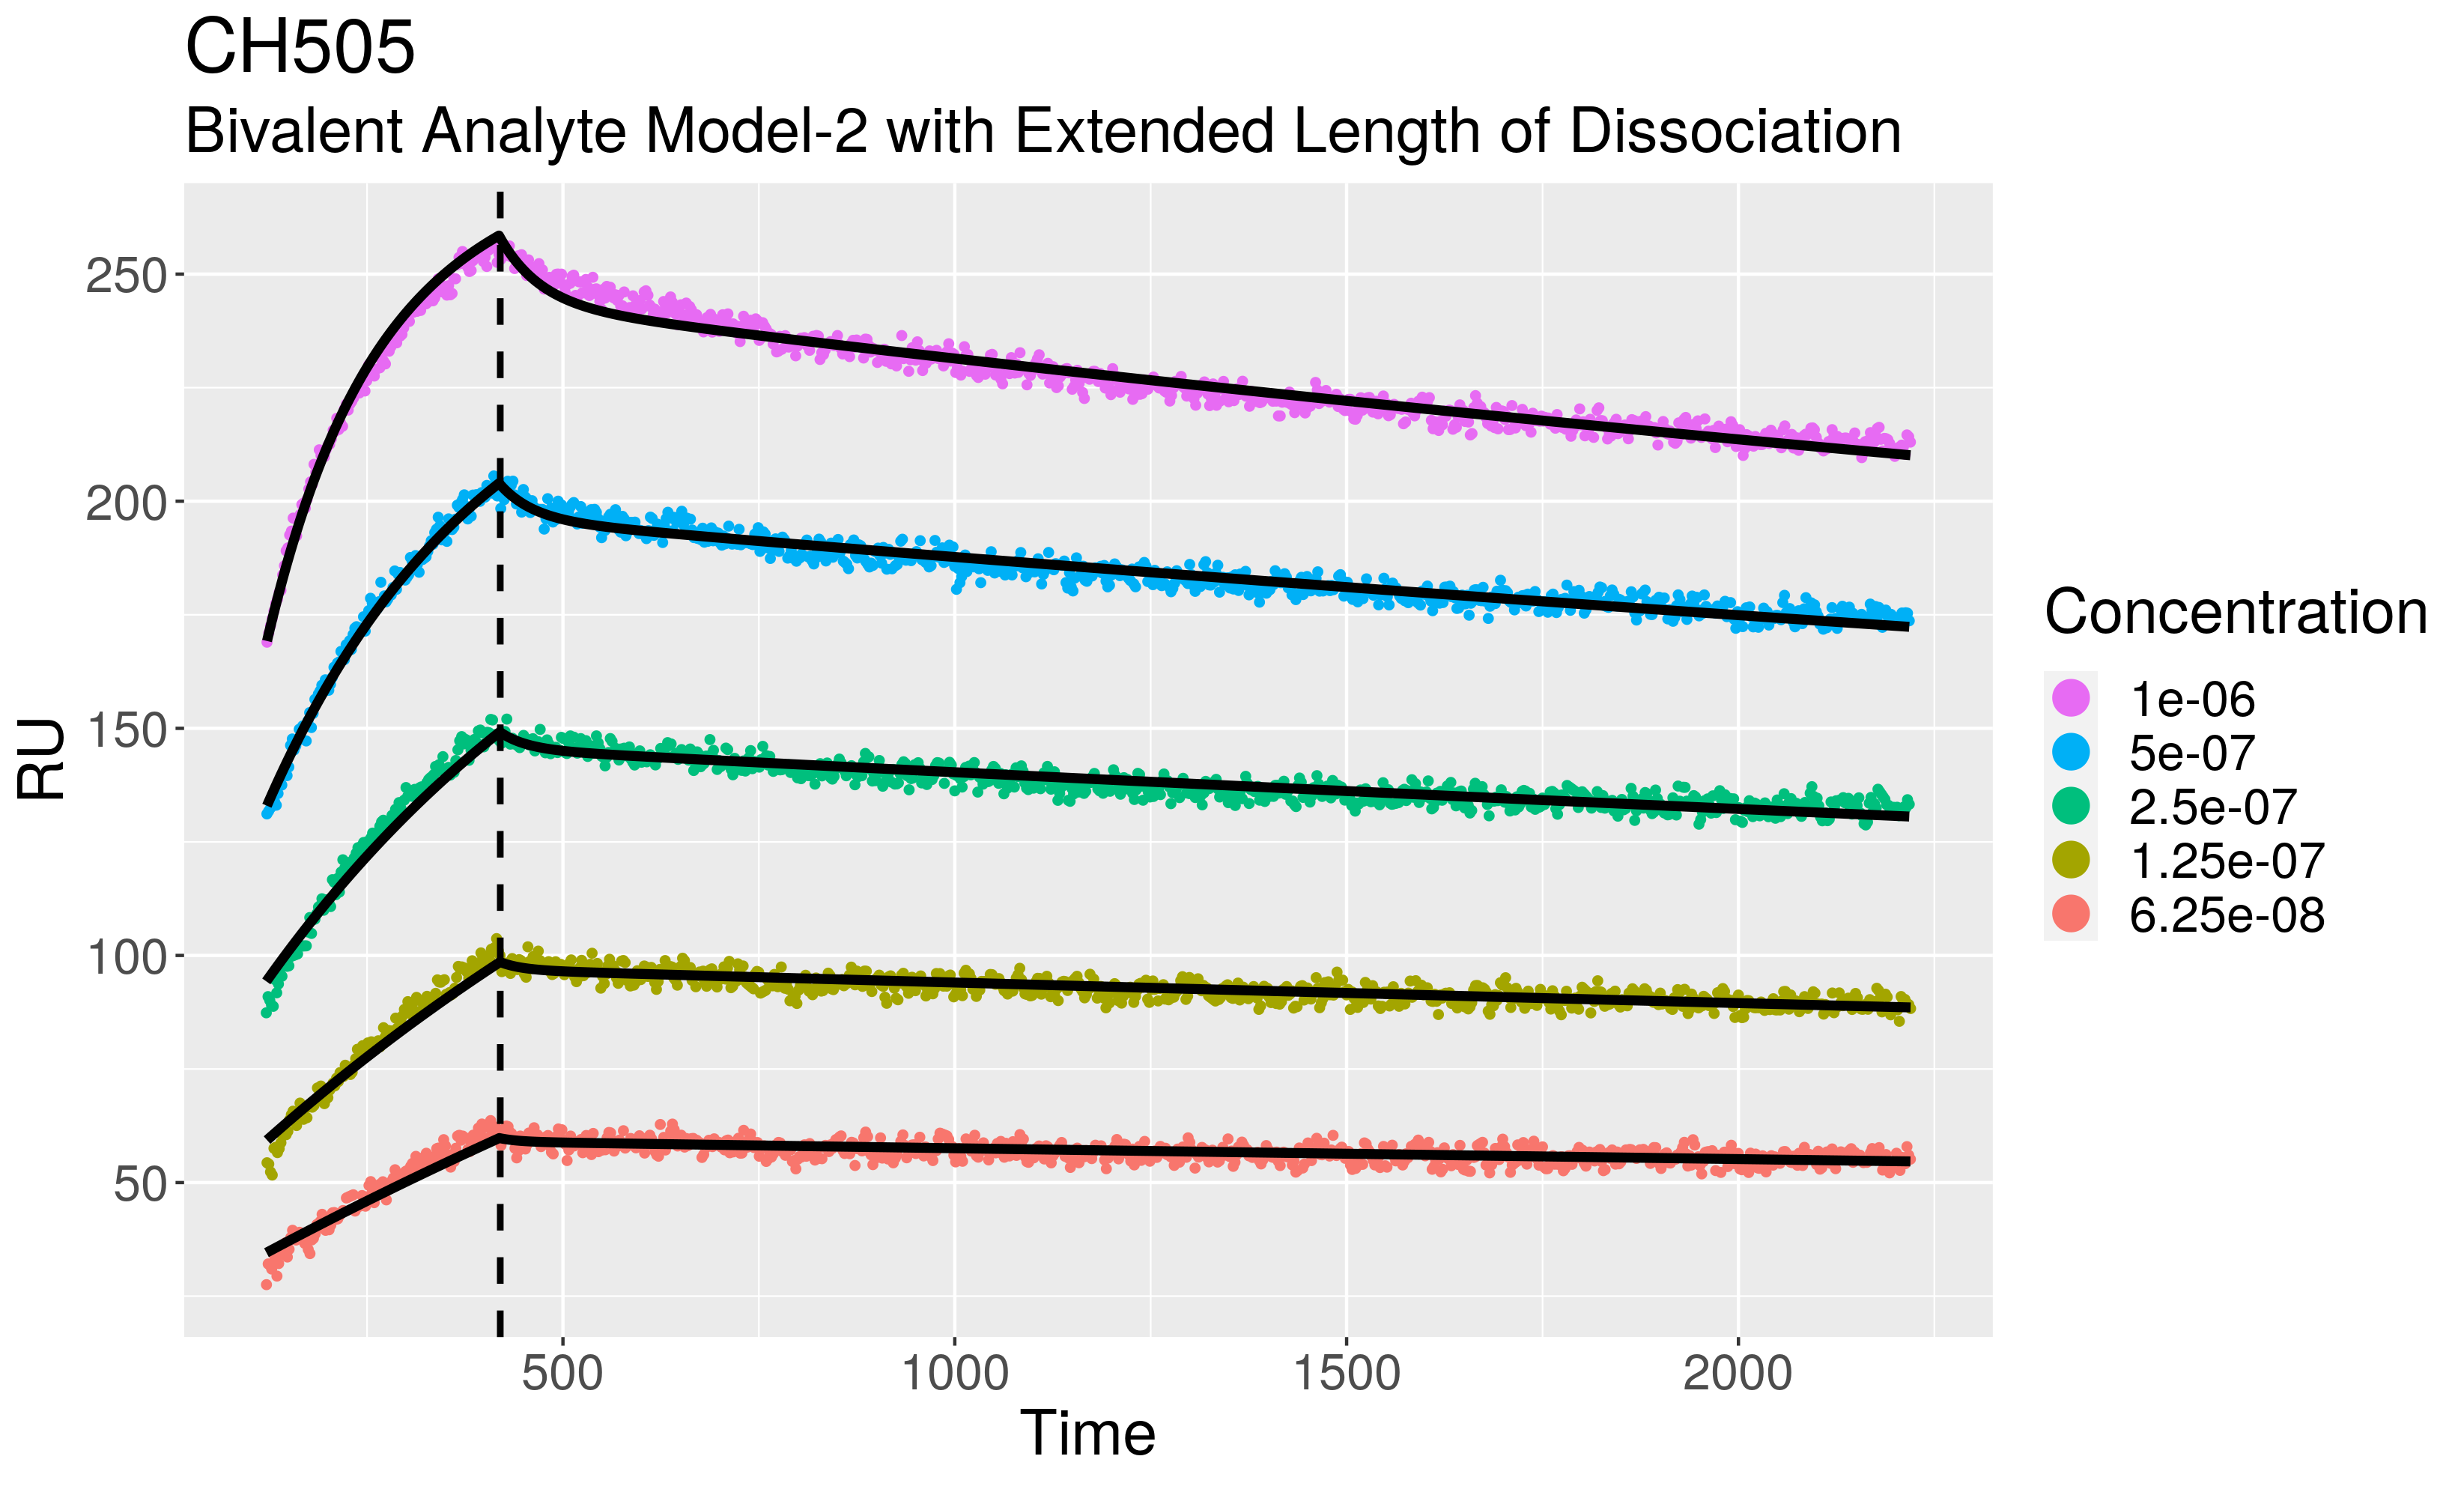 CH505
Bivalent Analyte Model-2 with Extended Length of Dissociation
250
200
150
100
50
RU
500 1000 1500 2000
Time
Concentration
1e-06
5e-07
2.5e-07
1.25e-07
6.25e-08